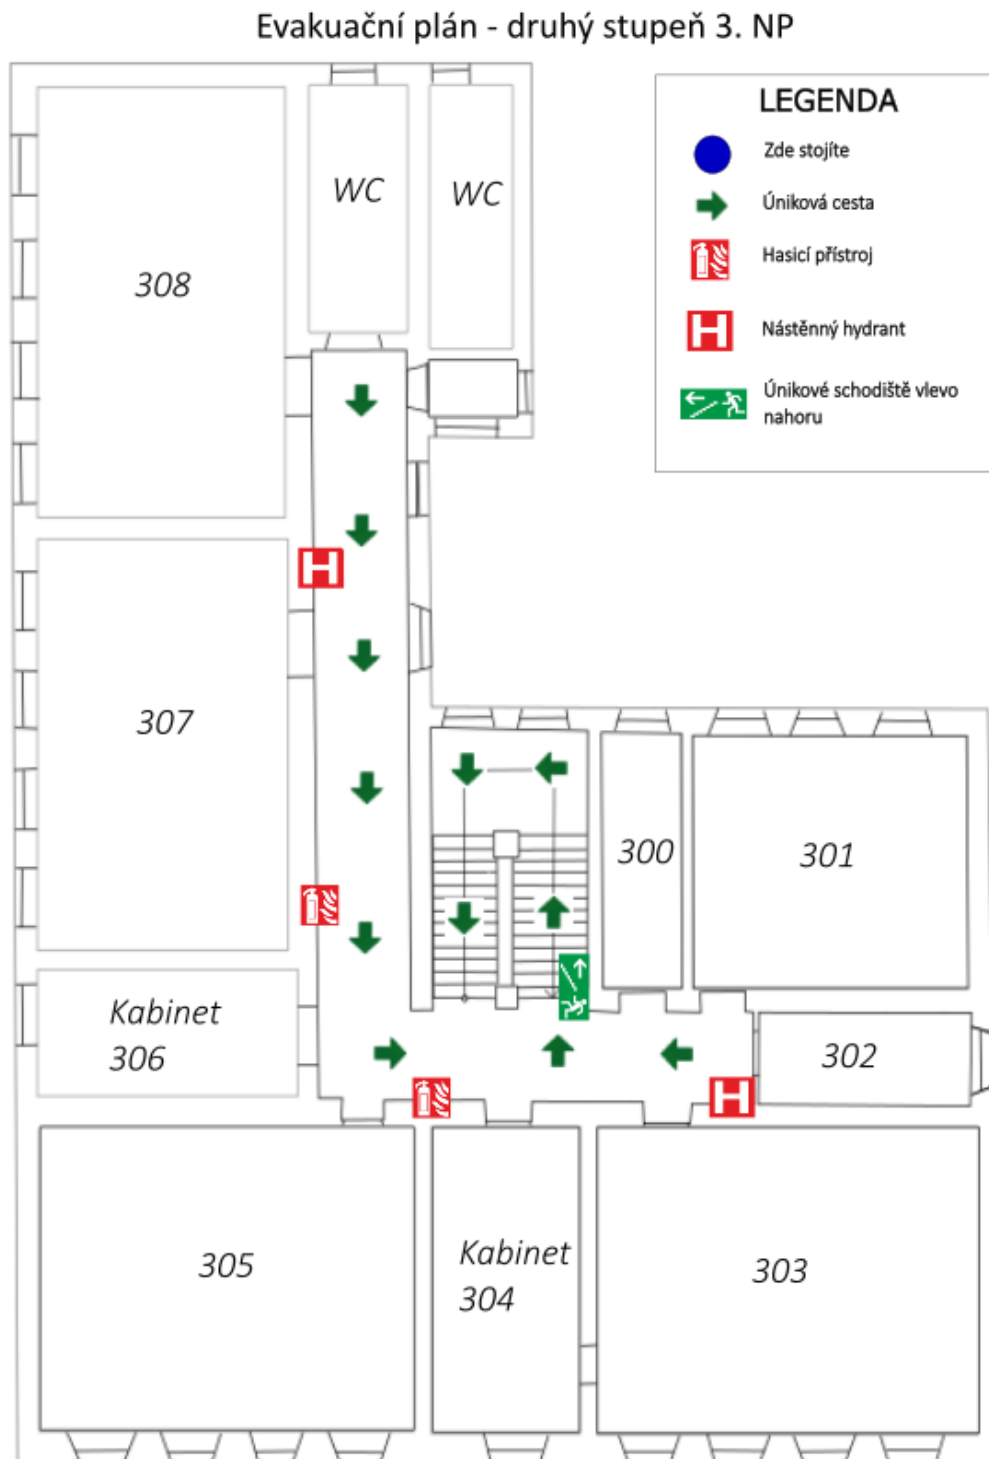 Evakuační plán - druhý stupeň 3. NP
LEGENDA
Zde stojíte
Úniková cesta
Hasicí přístroj
H
Nástěnný hydrant
Únikové schodiště vlevo
nahoru
WC
WC
308
H
307
300
301
Kabinet
306
302
H
305
Kabinet
304
303